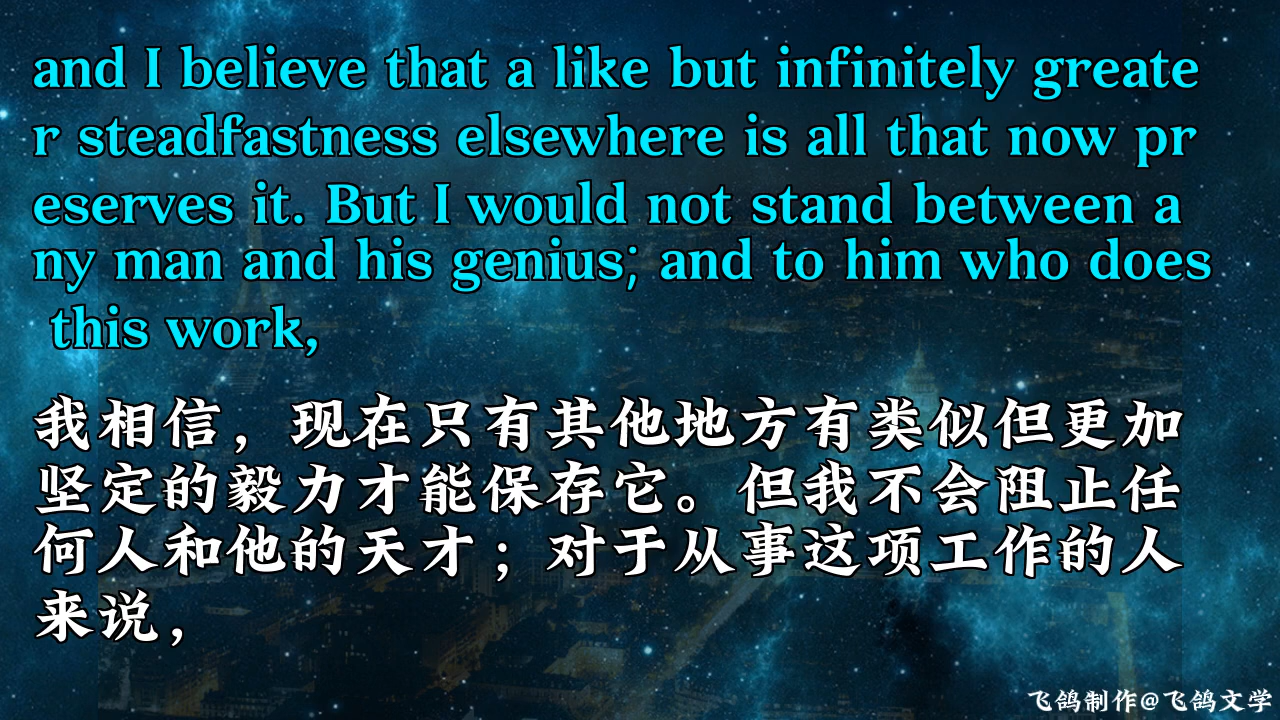 and I believe that a like but infinitely greate
r steadfastness elsewhere is all that now pr
eserves it. But I would not stand between a
ny man and his genius; and to him who does
this work,
我相信，现在只有其他地方有类似但更加
坚定的毅力才能保存它。但我不会阻止任
何人和他的天才；对于从事这项工作的人
来说，
飞鸽制作@飞鸽文学